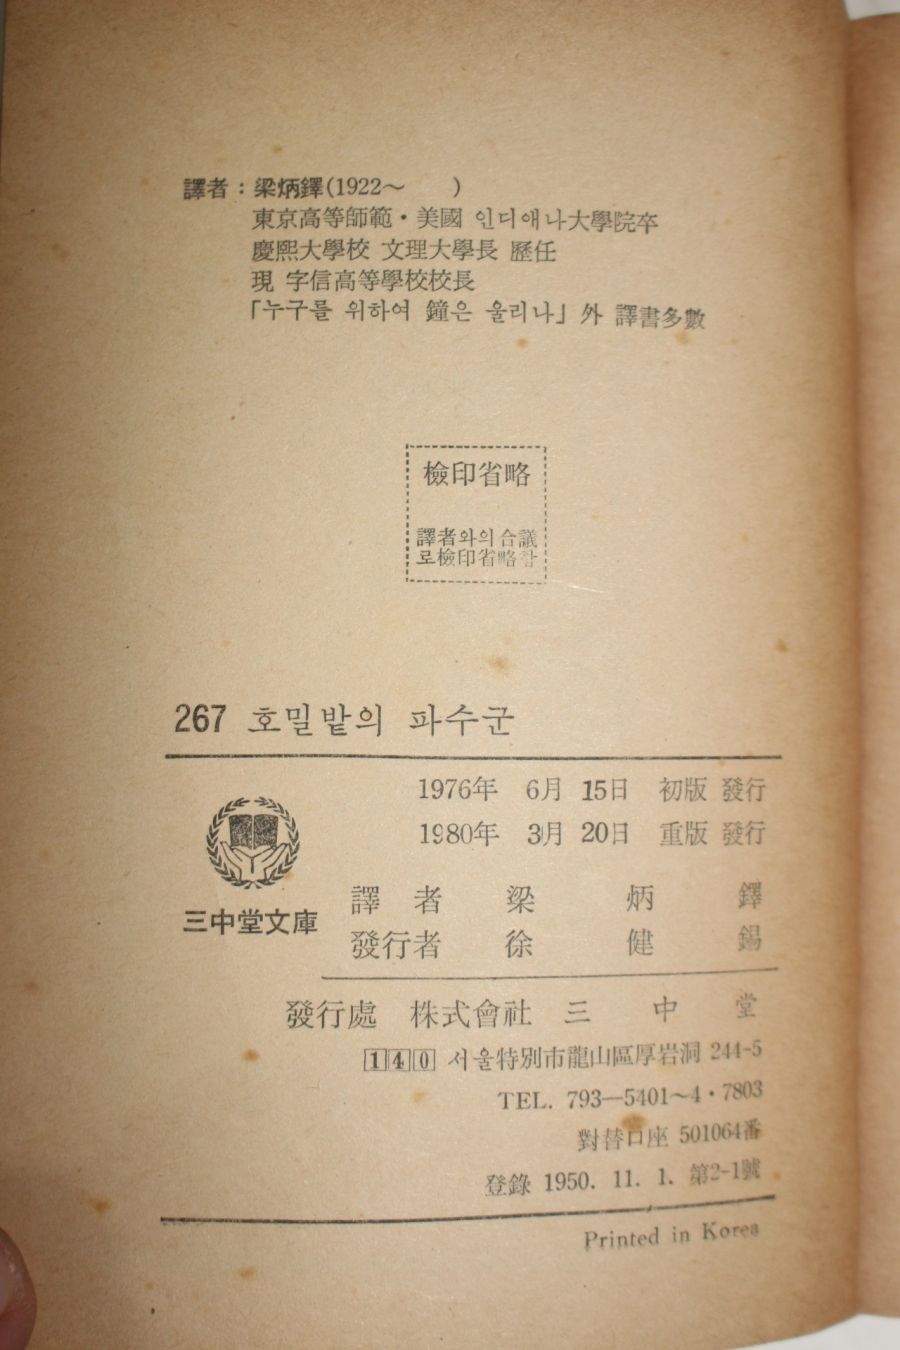 譯者：梁炳鐸(1922～　　)
東京高等師範・美國 인디애나大學院卒
慶熙大學校 文理大學長 歷任
現 字信高等學校校長
「누구를 위하여 鐘은 울리나」 外 譯書多數
檢印省略
譯者와의 合議
로 檢印省略함
267 호밀밭의 파수군
1976年 6月 15日 初版 發行
1980年 3月 20日 重版 發行
三中堂文庫
譯 者 梁 炳 鐸
發行者 徐 健 錫
發行處 株式會社 三 中 堂
140 서울特別市龍山區厚岩洞 244-5
TEL. 793—5401～4・7803
對替口座 501064番
登錄 1950. 11. 1. 第2-1號
Printed in Korea